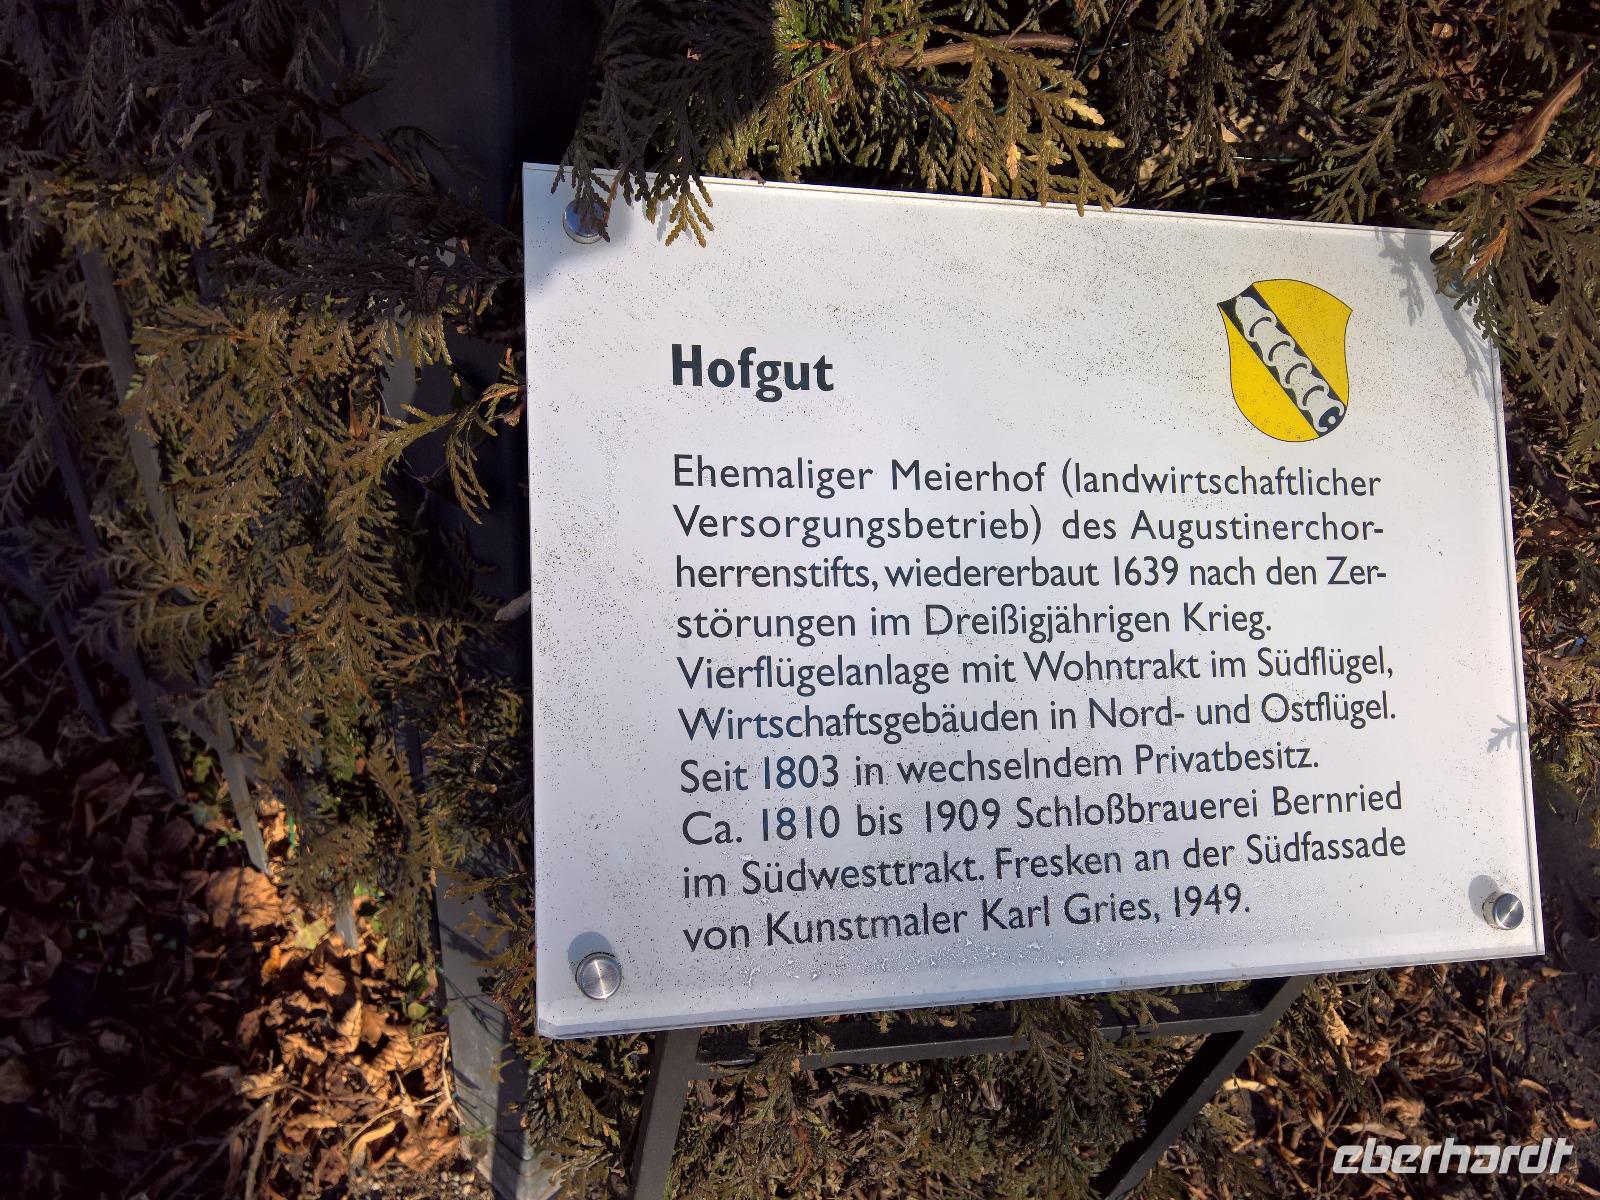 Hofgut
Ehemaliger Meierhof (landwirtschaftlicher
Versorgungsbetrieb) des Augustinerchor-
herrenstifts, wiedererbaut 1639 nach den Zer-
störungen im Dreißigjährigen Krieg.
Vierflügelanlage mit Wohntrakt im Südflügel,
Wirtschaftsgebäuden in Nord- und Ostflügel.
Seit 1803 in wechselndem Privatbesitz.
Ca. 1810 bis 1909 Schloßbrauerei Bernried
im Südwesttrakt. Fresken an der Südfassade
von Kunstmaler Karl Gries, 1949.
eberhardt